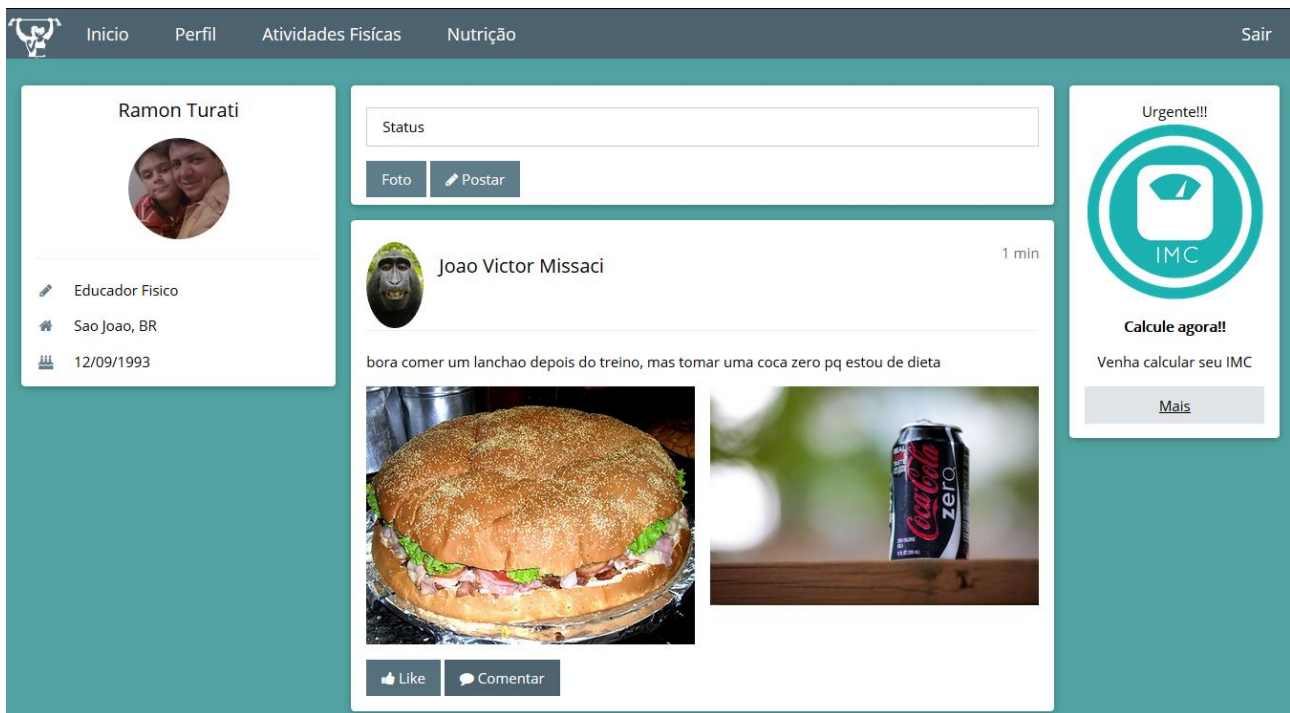 Inicio
Perfil
Atividades Fisícas
Nutrição
Sair
Ramon Turati
Educador Fisico
Sao Joao, BR
12/09/1993
Status
Foto
Postar
Joao Victor Missaci
1 min
bora comer um lanchao depois do treino, mas tomar uma coca zero pq estou de dieta
Coca-Cola
zero
Like
Comentar
Urgente!!!
IMC
Calcule agora!!
Venha calcular seu IMC
Mais